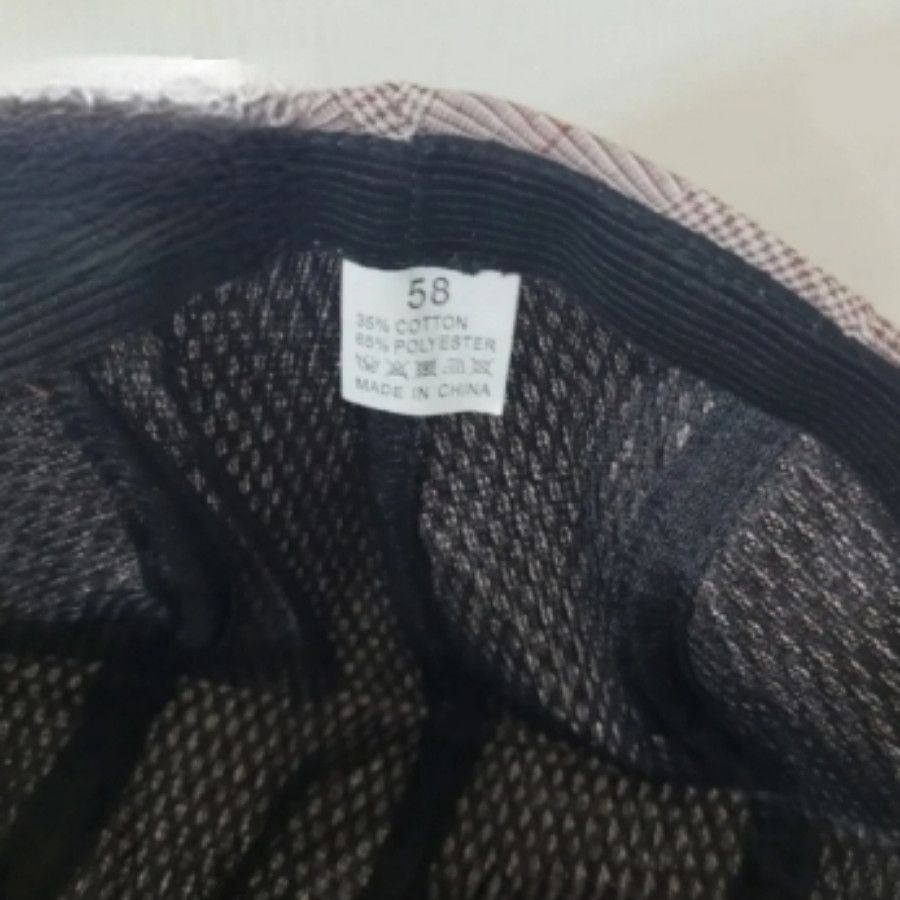 58
35% COTTON
65% POLYESTER
MADE IN CHINA